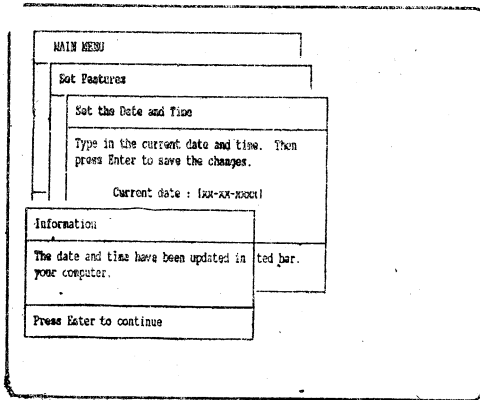 MAIN MENU
Set Features
Set the Date and Time
Type in the current date and time. Then
press Enter to save the changes.
Current date : [xx-xx-xxxx]
Information
The date and time have been updated in
your computer.
ted bar.
Press Enter to continue